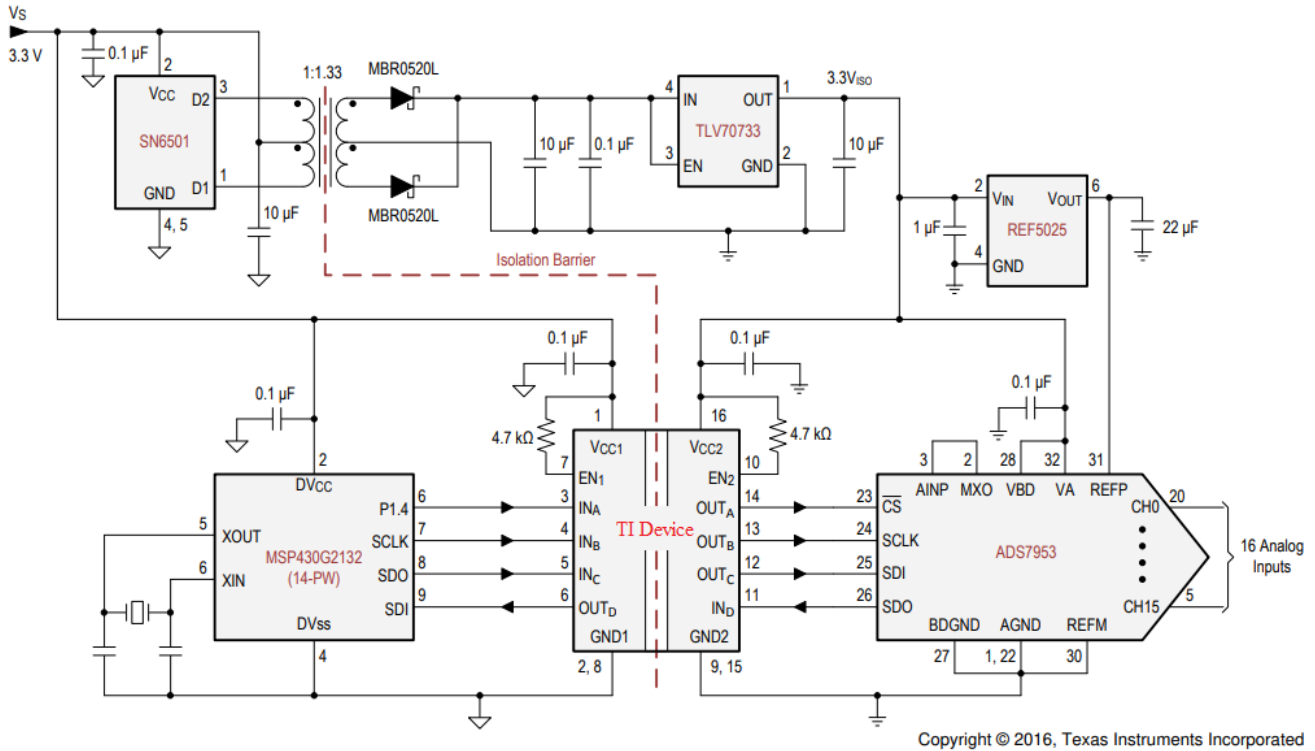 VS
3.3 V
0.1 µF
2
VCC
D2
3
SN6501
D1
1
GND
4, 5
10 µF
1:1.33
MBR0520L
MBR0520L
10 µF
0.1 µF
4
IN
OUT
1
TLV70733
3
EN
GND
2
3.3VISO
10 µF
2
VIN
VOUT
6
1 µF
REF5025
4
GND
22 µF
Isolation Barrier
0.1 µF
0.1 µF
0.1 µF
0.1 µF
4.7 kΩ
1
16
4.7 kΩ
VCC1
VCC2
7
EN1
EN2
10
3
INA
OUTA
14
4
INB
OUTB
13
TI Device
5
INC
OUTC
12
6
OUTD
IND
11
GND1
GND2
2, 8
9, 15
2
DVCC
5
XOUT
P1.4
6
SCLK
7
MSP430G2132
(14-PW)
6
XIN
SDO
8
SDI
9
DVSS
4
3
2
28
32
31
AINP
MXO
VBD
VA
REFP
23
CS
CH0
20
24
SCLK
ADS7953
25
SDI
16 Analog
Inputs
26
SDO
CH15
5
BDGND
AGND
REFM
27
1, 22
30
Copyright © 2016, Texas Instruments Incorporated